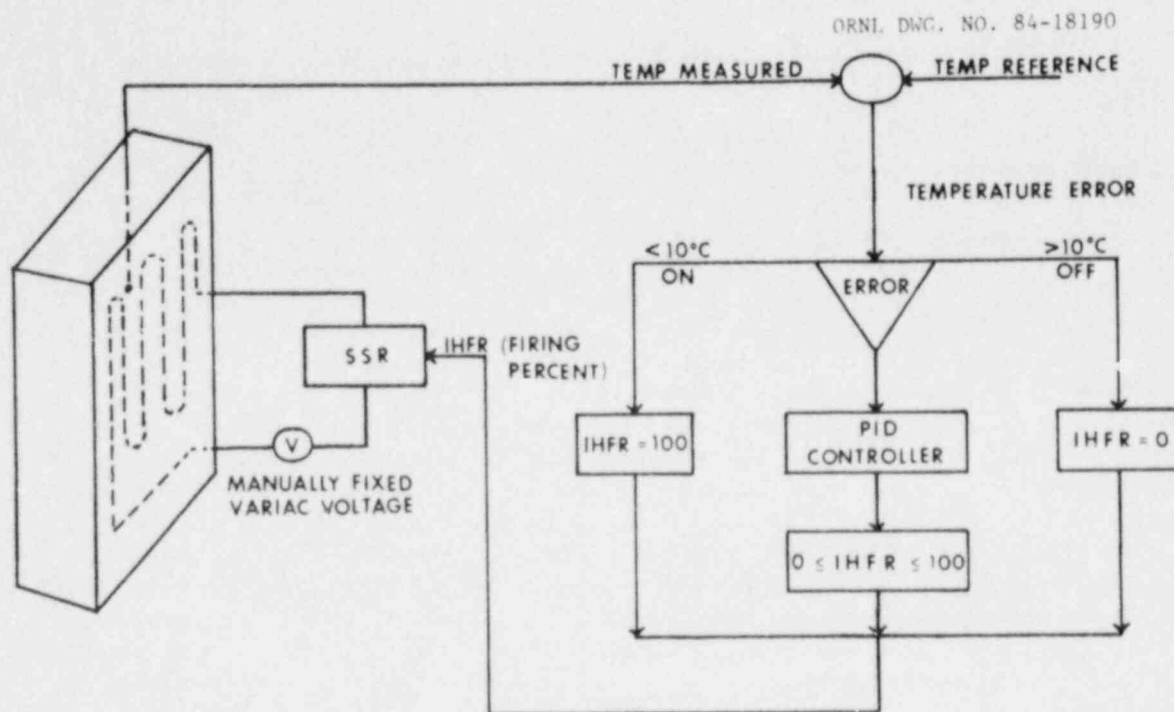 ORNL DWG. NO. 84-18190
TEMP MEASURED
TEMP REFERENCE
TEMPERATURE ERROR
<10°C
ON
>10°C
OFF
ERROR
SSR
IHFR (FIRING
PERCENT)
V
MANUALLY FIXED
VARIAC VOLTAGE
IHFR = 100
PID
CONTROLLER
IHFR = 0
0 ≤ IHFR ≤ 100